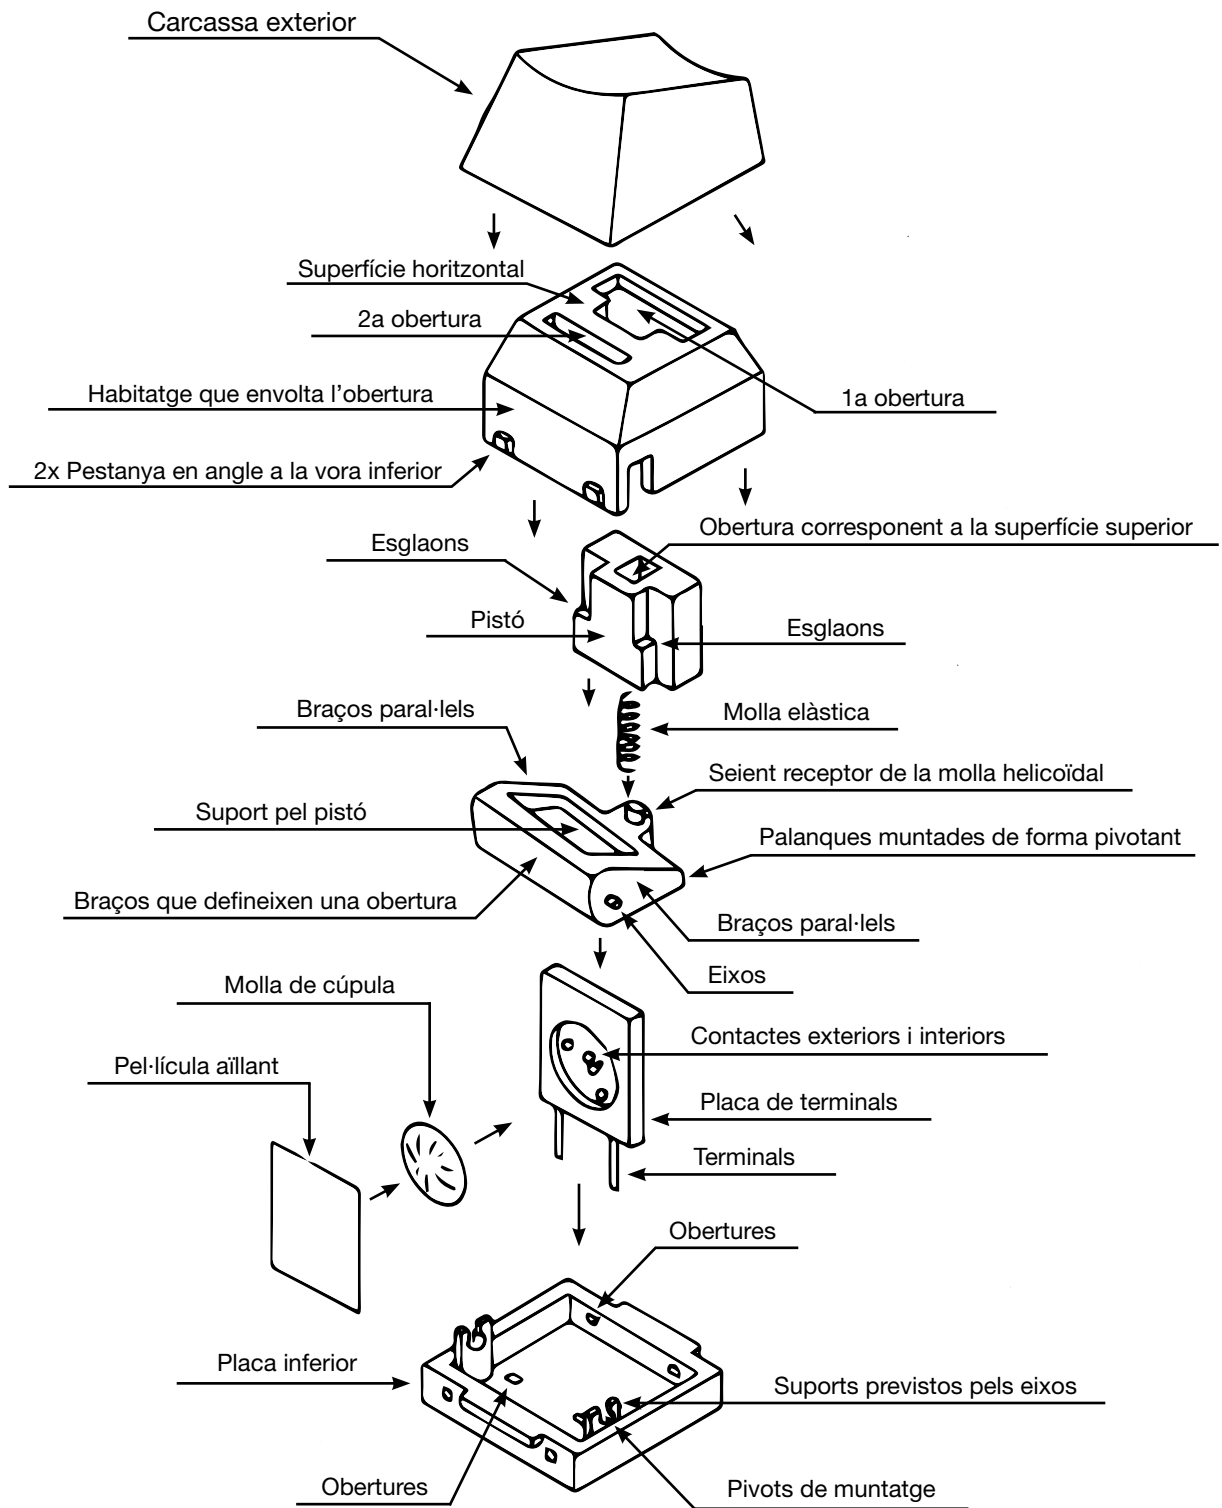 Carcassa exterior
Superfície horitzontal
2a obertura
Habitatge que envolta l’obertura
1a obertura
2x Pestanya en angle a la vora inferior
Obertura corresponent a la superfície superior
Esglaons
Pistó
Esglaons
Braços paral·lels
Molla elàstica
Seient receptor de la molla helicoïdal
Suport pel pistó
Palanques muntades de forma pivotant
Braços que defineixen una obertura
Braços paral·lels
Eixos
Molla de cúpula
Contactes exteriors i interiors
Pel·lícula aïllant
Placa de terminals
Terminals
Obertures
Placa inferior
Suports previstos pels eixos
Obertures
Pivots de muntatge